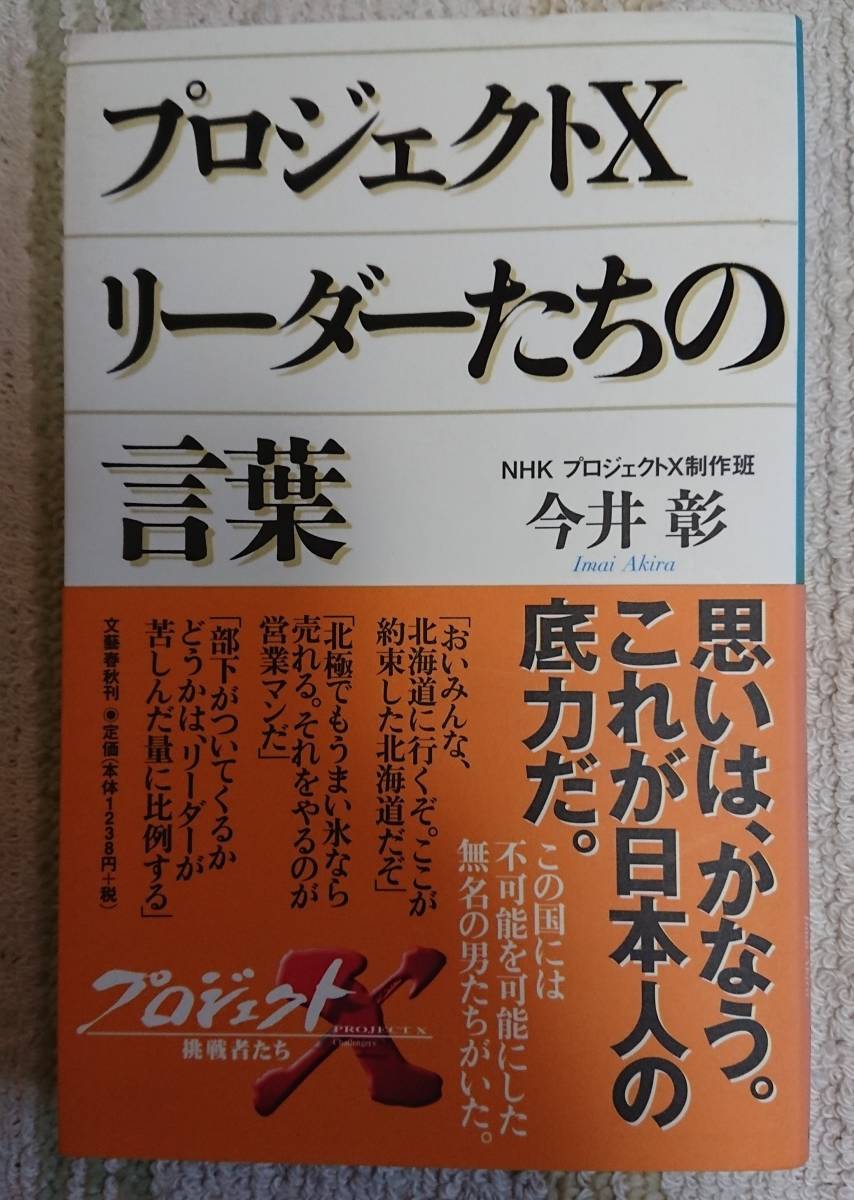 プロジェクトX
リーダーたちの
言葉
NHK プロジェクトX制作班
今井 彰
Imai Akira
思いは、かなう。
これが日本人の
底力だ。
この国には
不可能を可能にした
無名の男たちがいた。
「おいみんな、
北海道に行くぞ。ここが
約束した北海道だぞ」
「北極でもうまい氷なら
売れる。それをやるのが
営業マンだ」
「部下がついてくるか
どうかは、リーダーが
苦しんだ量に比例する」
文藝春秋刊 ◉定価(本体1238円+税)
プロジェクトX
PROJECT X
Challengers
挑戦者たち